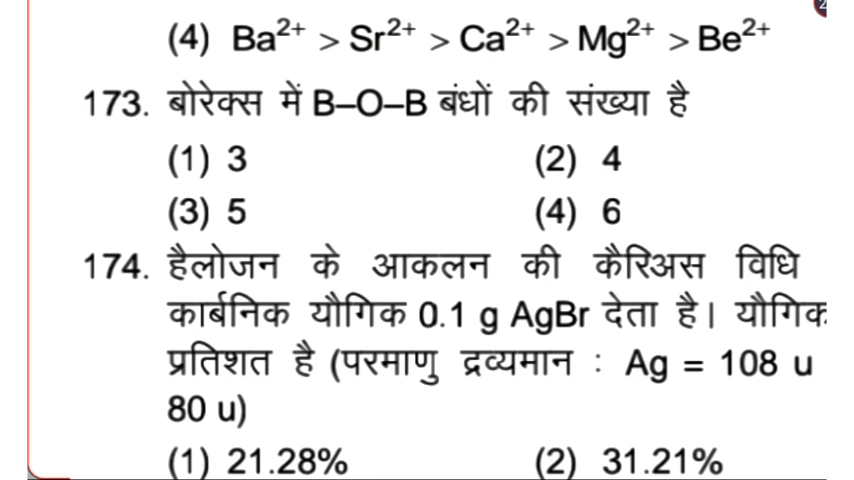 (4) Ba²⁺ > Sr²⁺ > Ca²⁺ > Mg²⁺ > Be²⁺
173. बोरेक्स में B–O–B बंधों की संख्या है
(1) 3 (2) 4
(3) 5 (4) 6
174. हैलोजन के आकलन की कैरिअस विधि
कार्बनिक यौगिक 0.1 g AgBr देता है। यौगिक
प्रतिशत है (परमाणु द्रव्यमान : Ag = 108 u
80 u)
(1) 21.28% (2) 31.21%